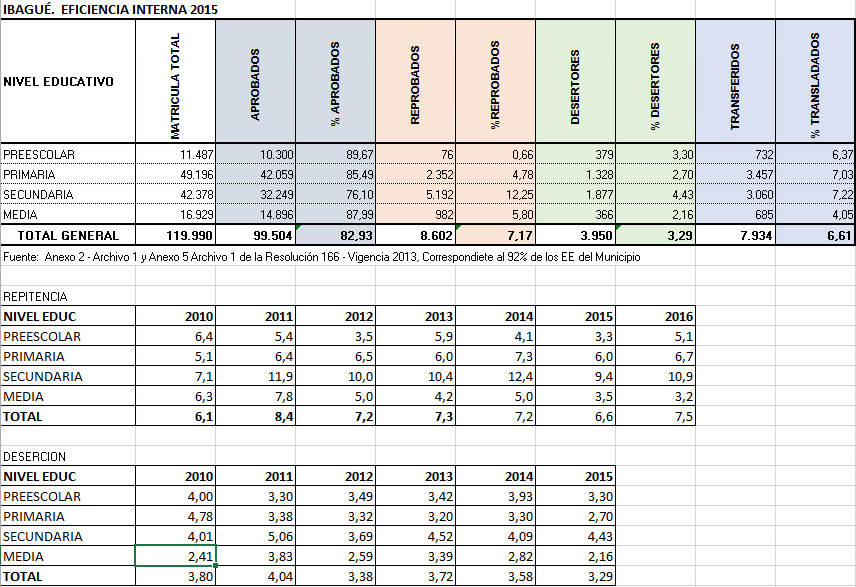 IBAGUÉ. EFICIENCIA INTERNA 2015
NIVEL EDUCATIVO MATRICULA TOTAL APROBADOS % APROBADOS REPROBADOS %REPROBADOS DESERTORES % DESERTORES TRANSFERIDOS % TRANSLADADOS
PREESCOLAR 11.487 10.300 89,67 76 0,66 379 3,30 732 6,37
PRIMARIA 49.196 42.059 85,49 2.352 4,78 1.328 2,70 3.457 7,03
SECUNDARIA 42.378 32.249 76,10 5.192 12,25 1.877 4,43 3.060 7,22
MEDIA 16.929 14.896 87,99 982 5,80 366 2,16 685 4,05
TOTAL GENERAL 119.990 99.504 82,93 8.602 7,17 3.950 3,29 7.934 6,61
Fuente: Anexo 2 - Archivo 1 y Anexo 5 Archivo 1 de la Resolución 166 - Vigencia 2013, Correspondiete al 92% de los EE del Municipio
REPITENCIA
NIVEL EDUC 2010 2011 2012 2013 2014 2015 2016
PREESCOLAR 6,4 5,4 3,5 5,9 4,1 3,3 5,1
PRIMARIA 5,1 6,4 6,5 6,0 7,3 6,0 6,7
SECUNDARIA 7,1 11,9 10,0 10,4 12,4 9,4 10,9
MEDIA 6,3 7,8 5,0 4,2 5,0 3,5 3,2
TOTAL 6,1 8,4 7,2 7,3 7,2 6,6 7,5
DESERCION
NIVEL EDUC 2010 2011 2012 2013 2014 2015
PREESCOLAR 4,00 3,30 3,49 3,42 3,93 3,30
PRIMARIA 4,78 3,38 3,32 3,20 3,30 2,70
SECUNDARIA 4,01 5,06 3,69 4,52 4,09 4,43
MEDIA 2,41 3,83 2,59 3,39 2,82 2,16
TOTAL 3,80 4,04 3,38 3,72 3,58 3,29